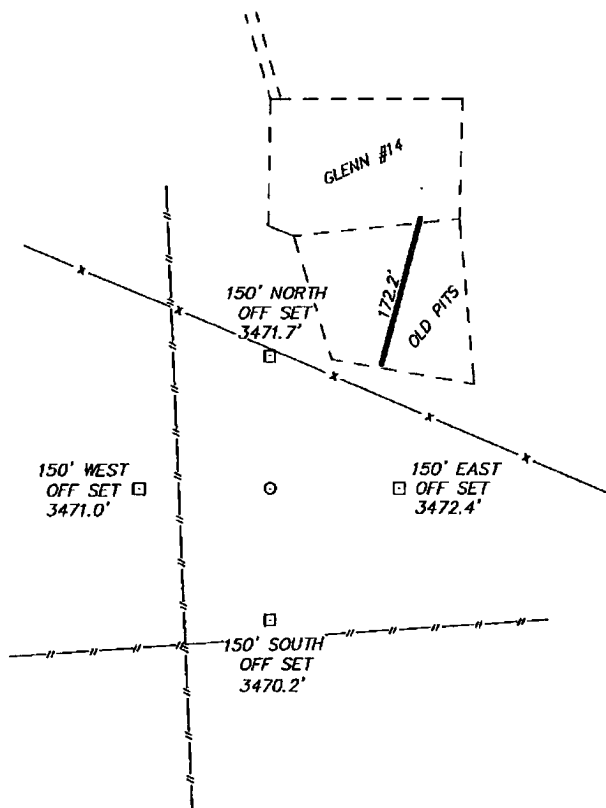 GLENN #14
172.2'
OLD PITS
150' NORTH
OFF SET
3471.7'
150' WEST
OFF SET
3471.0'
150' EAST
OFF SET
3472.4'
150' SOUTH
OFF SET
3470.2'